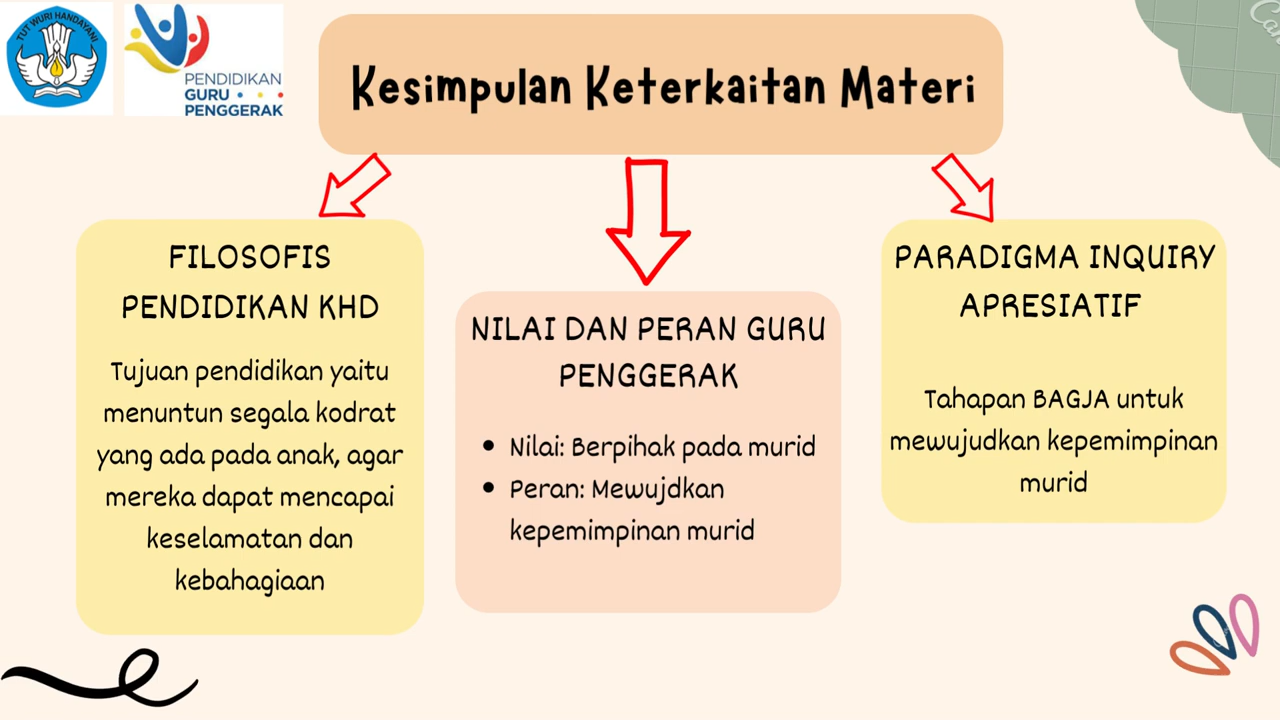 TUT WURI HANDAYANI
PENDIDIKAN
GURU
PENGGERAK
Kesimpulan Keterkaitan Materi
FILOSOFIS
PENDIDIKAN KHD
Tujuan pendidikan yaitu
menuntun segala kodrat
yang ada pada anak, agar
mereka dapat mencapai
keselamatan dan
kebahagiaan
NILAI DAN PERAN GURU
PENGGERAK
• Nilai: Berpihak pada murid
• Peran: Mewujdkan
kepemimpinan murid
PARADIGMA INQUIRY
APRESIATIF
Tahapan BAGJA untuk
mewujudkan kepemimpinan
murid